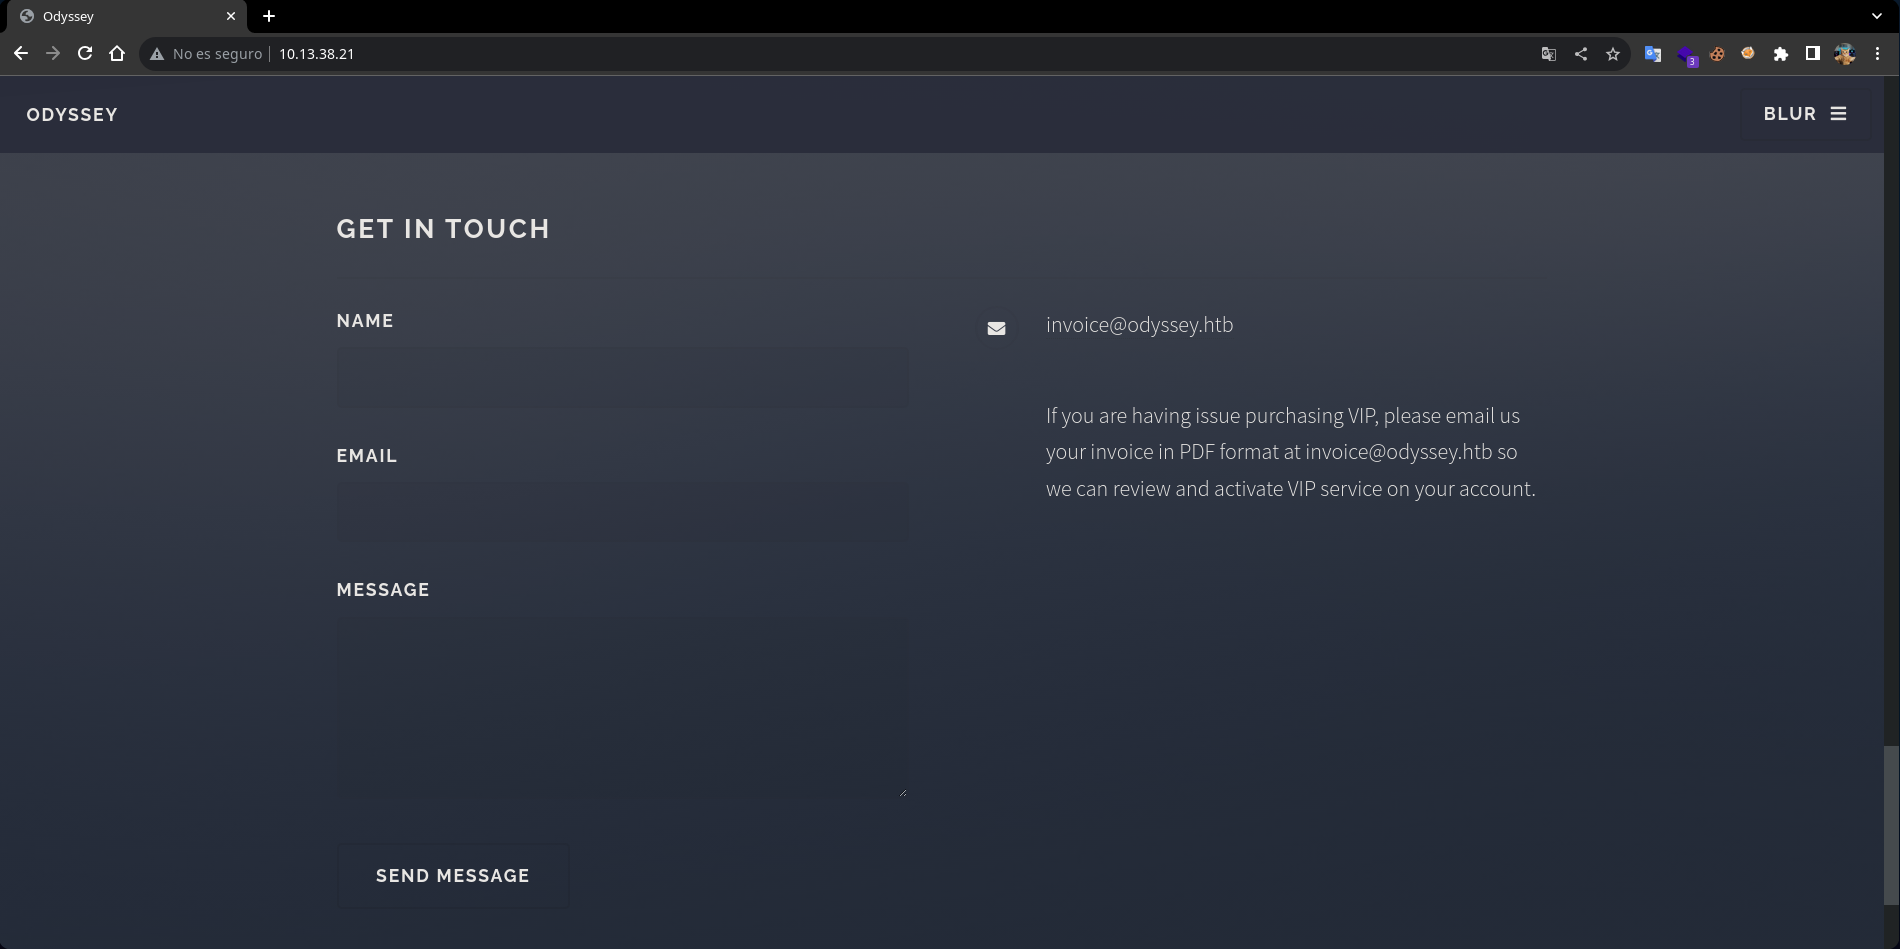 Odyssey
No es seguro 10.13.38.21
3
ODYSSEY
BLUR
GET IN TOUCH
NAME
EMAIL
MESSAGE
SEND MESSAGE
invoice@odyssey.htb
If you are having issue purchasing VIP, please email us
your invoice in PDF format at invoice@odyssey.htb so
we can review and activate VIP service on your account.